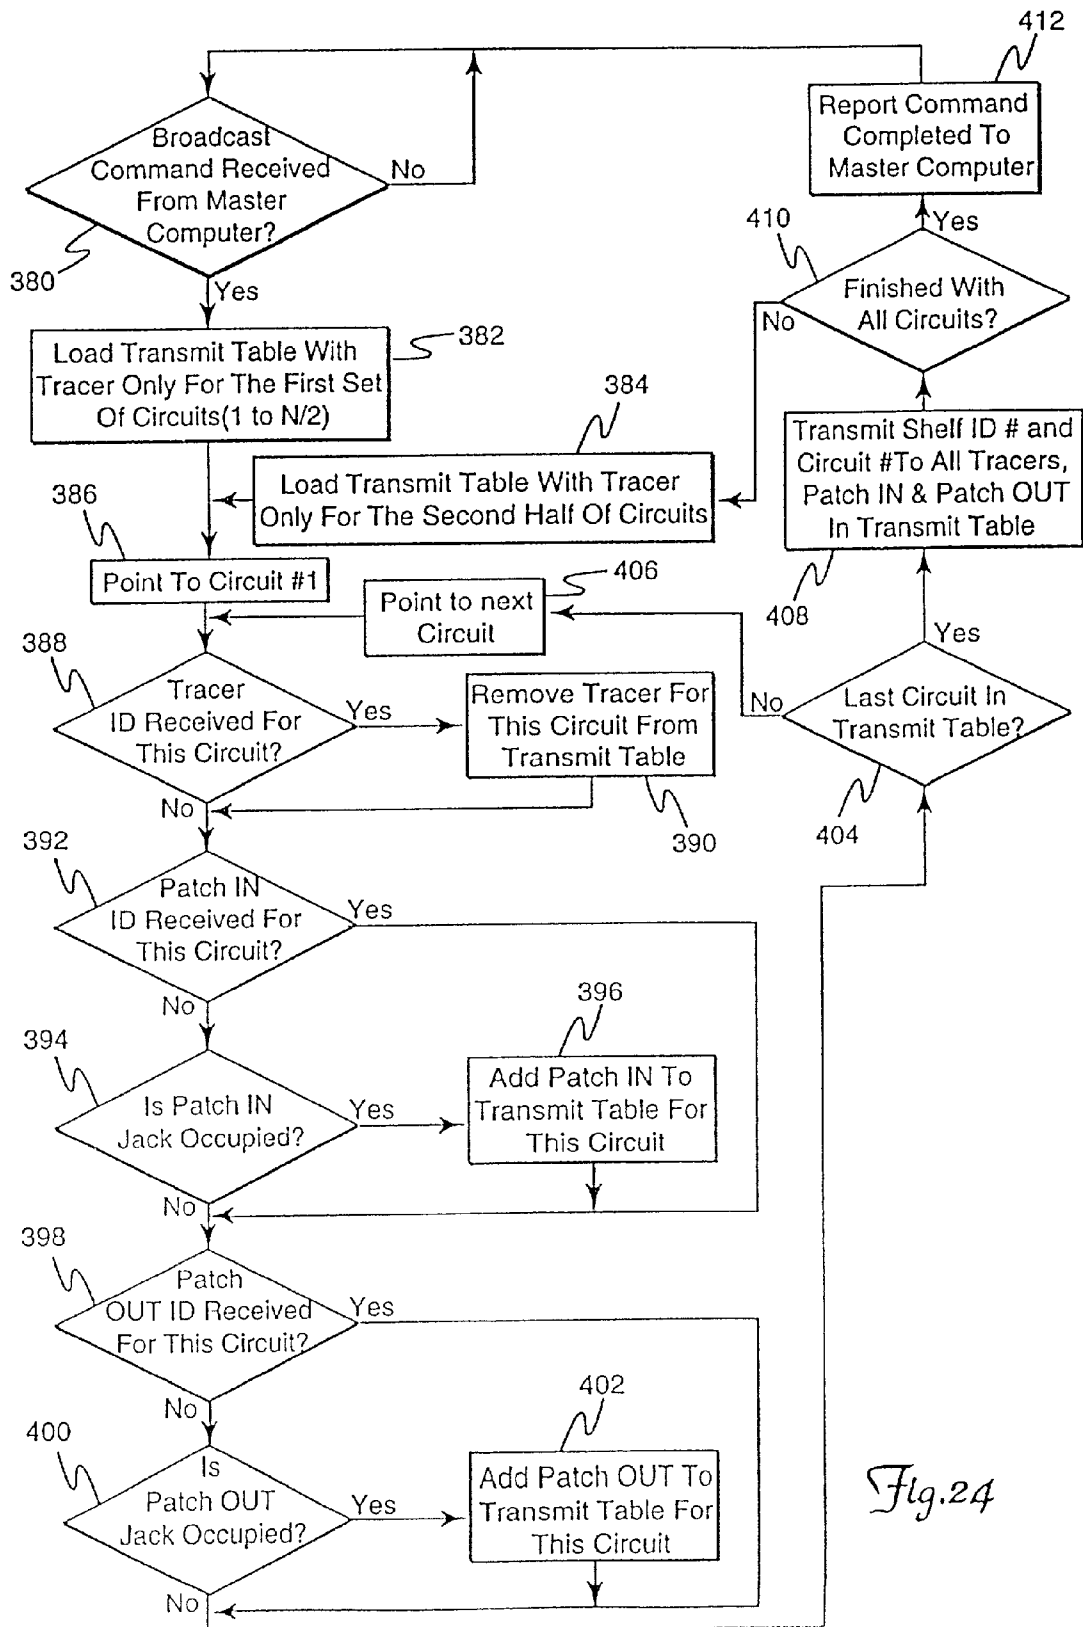 412
Report Command
Completed To
Master Computer
Broadcast
Command Received
From Master
Computer?
No
380
Yes
410
Yes
Finished With
All Circuits?
No
Load Transmit Table With
Tracer Only For The First Set
Of Circuits(1 to N/2)
382
384
Load Transmit Table With Tracer
Only For The Second Half Of Circuits
Transmit Shelf ID # and
Circuit #To All Tracers,
Patch IN & Patch OUT
In Transmit Table
408
386
Point To Circuit #1
406
Point to next
Circuit
388
Tracer
ID Received For
This Circuit?
Yes
No
Remove Tracer For
This Circuit From
Transmit Table
390
Yes
No
Last Circuit In
Transmit Table?
404
392
Patch IN
ID Received For
This Circuit?
Yes
No
394
Is Patch IN
Jack Occupied?
Yes
No
396
Add Patch IN To
Transmit Table For
This Circuit
398
Patch
OUT ID Received
For This Circuit?
Yes
No
400
Is
Patch OUT
Jack Occupied?
Yes
No
402
Add Patch OUT To
Transmit Table For
This Circuit
Fig.24